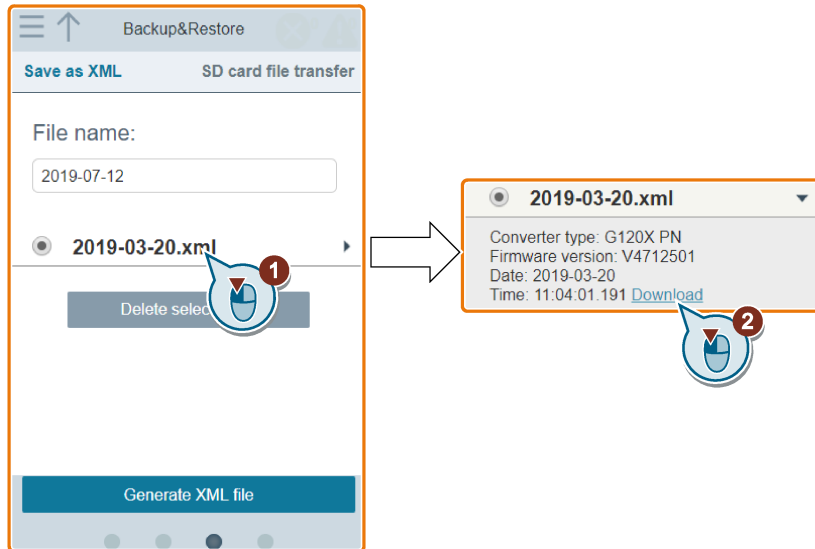 Backup&Restore
Save as XML
SD card file transfer
File name:
2019-07-12
2019-03-20.xml
1
Delete selec
Generate XML file
2019-03-20.xml
Converter type: G120X PN
Firmware version: V4712501
Date: 2019-03-20
Time: 11:04:01.191 Download
2